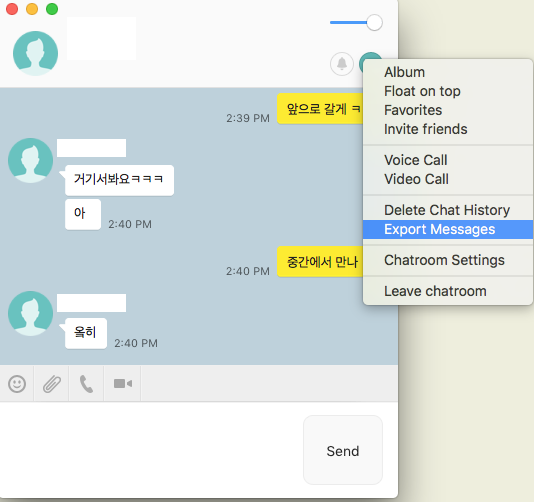 앞으로 갈게 ㅋ
2:39 PM
거기서봐요ㅋㅋㅋ
아
2:40 PM
중간에서 만나
2:40 PM
옼히
2:40 PM
Send
Album
Float on top
Favorites
Invite friends
Voice Call
Video Call
Delete Chat History
Export Messages
Chatroom Settings
Leave chatroom